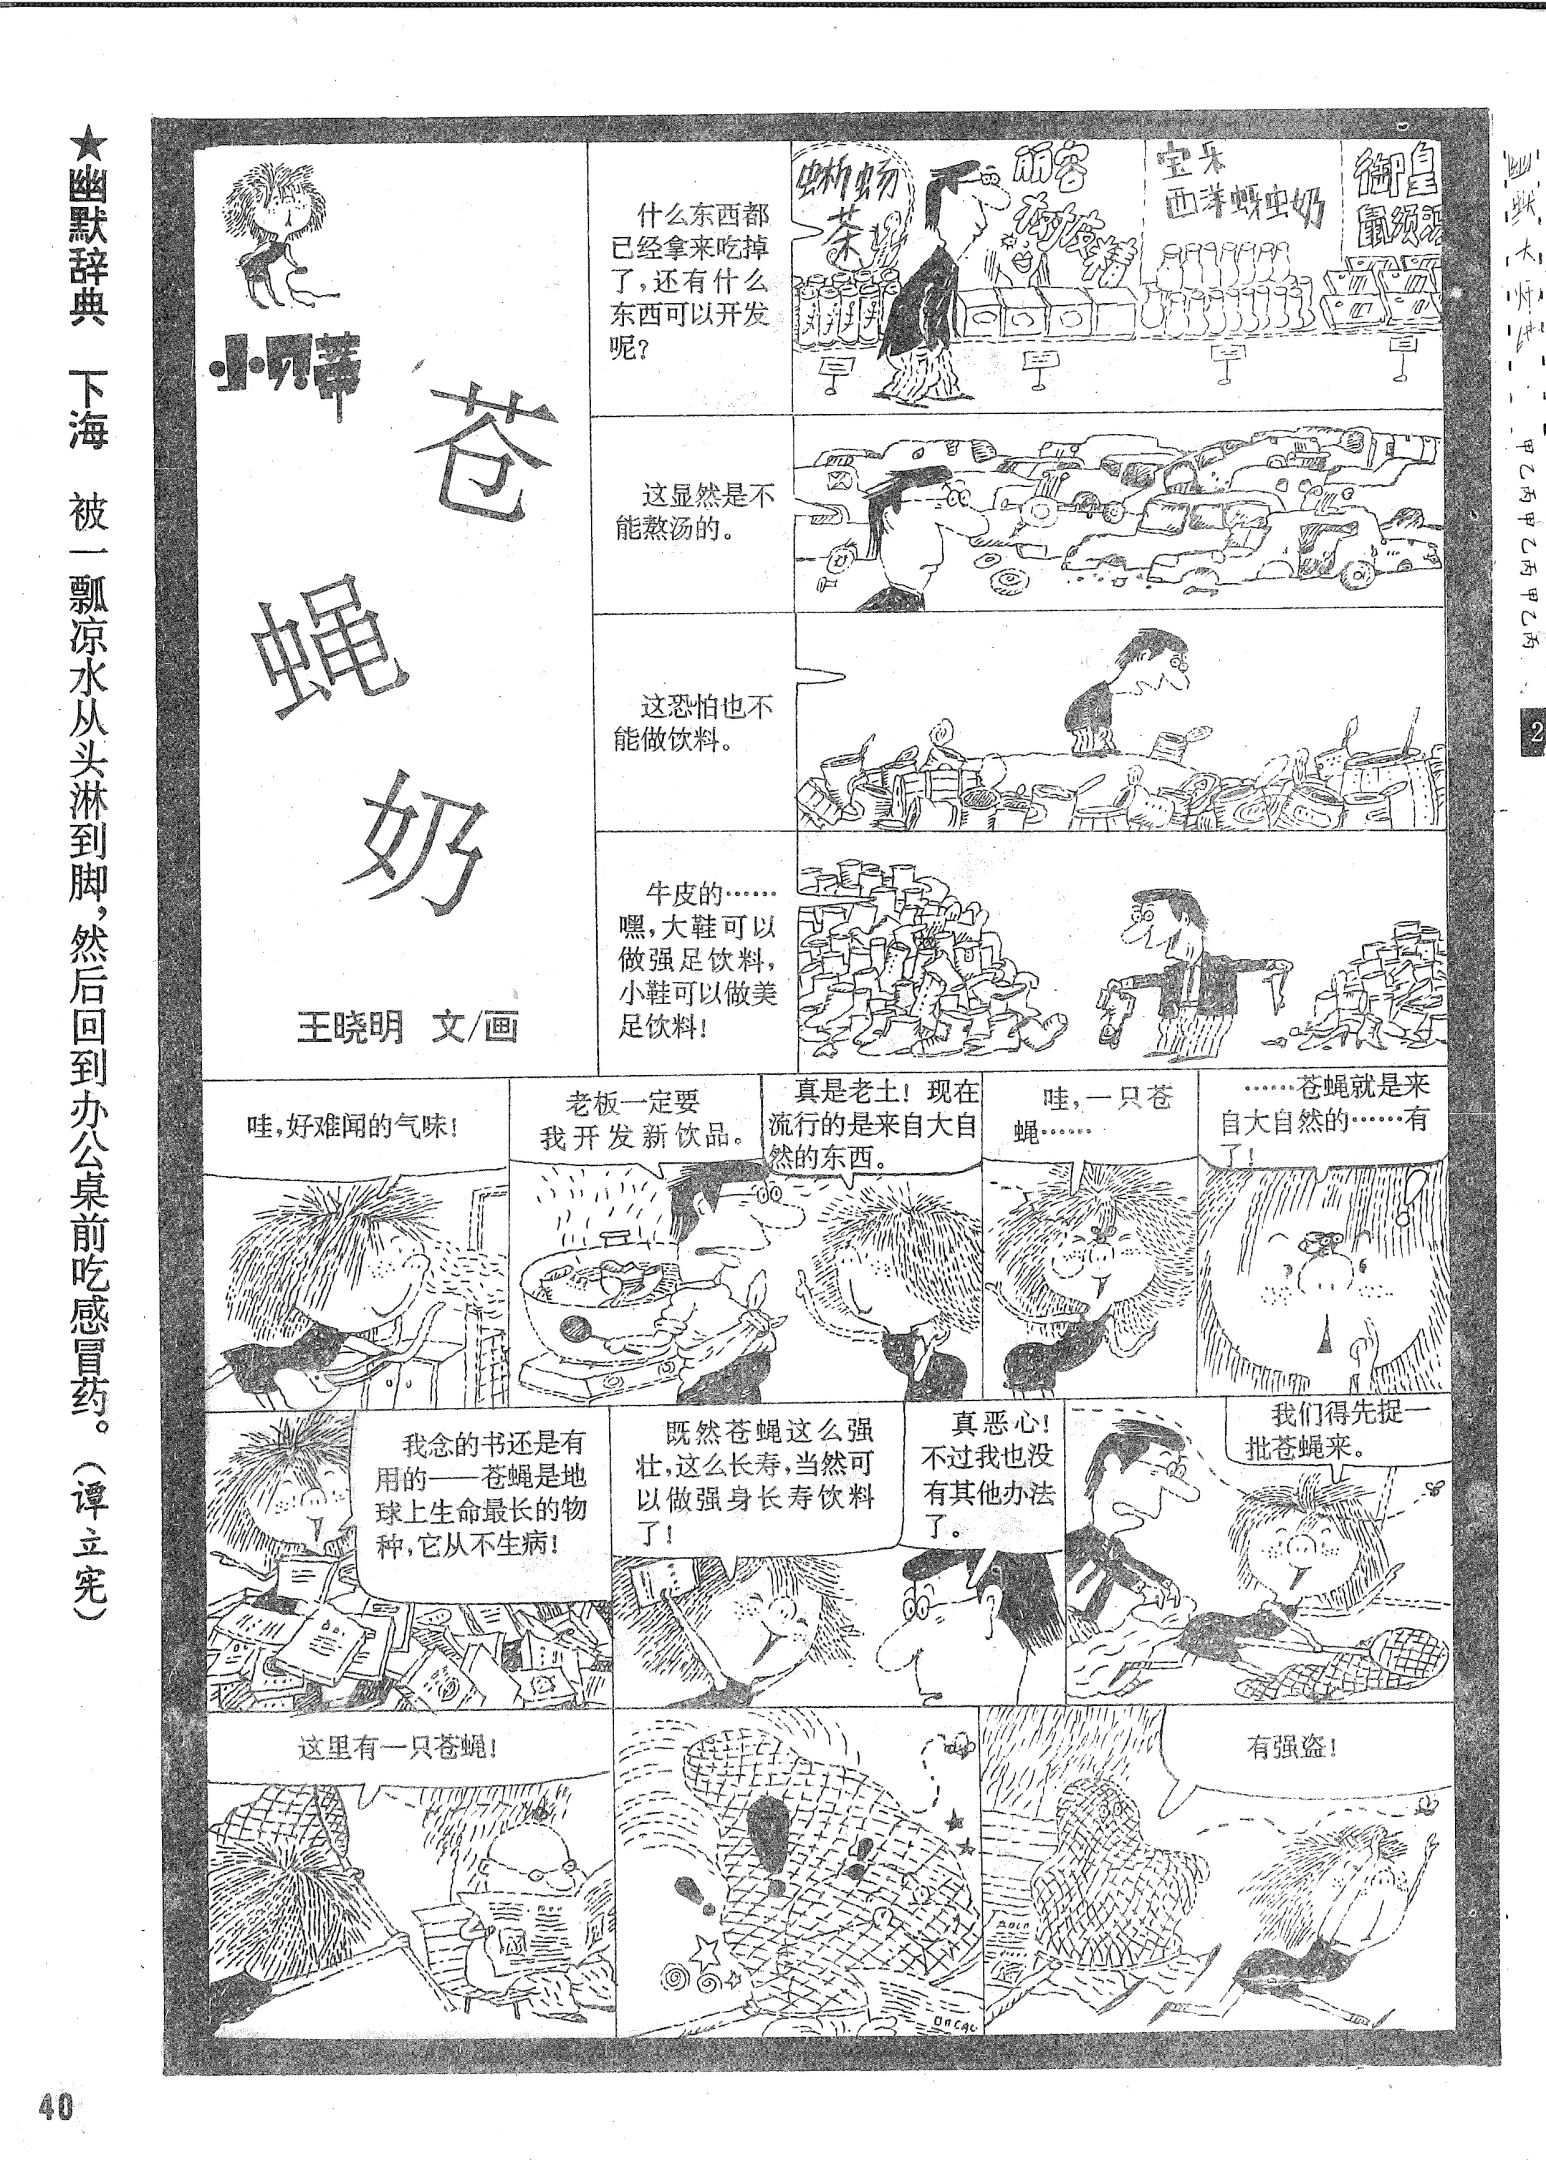 ★幽默辞典 下海 被一瓢凉水从头淋到脚,然后回到办公桌前吃感冒药。(谭立宪)
小贝蒂
苍
蝇
奶
王晓明 文/画
什么东西都
已经拿来吃掉
了,还有什么
东西可以开发
呢?
蜥蜴
茶
丽容
宝乐
西洋蚜虫奶
御皇
鼠须
这显然是不
能熬汤的。
这恐怕也不
能做饮料。
牛皮的……
嘿,大鞋可以
做强足饮料,
小鞋可以做美
足饮料!
哇,好难闻的气味!
老板一定要
我开发新饮品。
真是老土!现在
流行的是来自大自
然的东西。
哇,一只苍
蝇……
……苍蝇就是来
自大自然的……有
了!
我念的书还是有
用的——苍蝇是地
球上生命最长的物
种,它从不生病!
既然苍蝇这么强
壮,这么长寿,当然可
以做强身长寿饮料
了!
真恶心!
不过我也没
有其他办法
了。
我们得先捉一
批苍蝇来。
这里有一只苍蝇!
有强盗!
幽默大师
甲乙丙甲乙丙甲乙丙
2
40